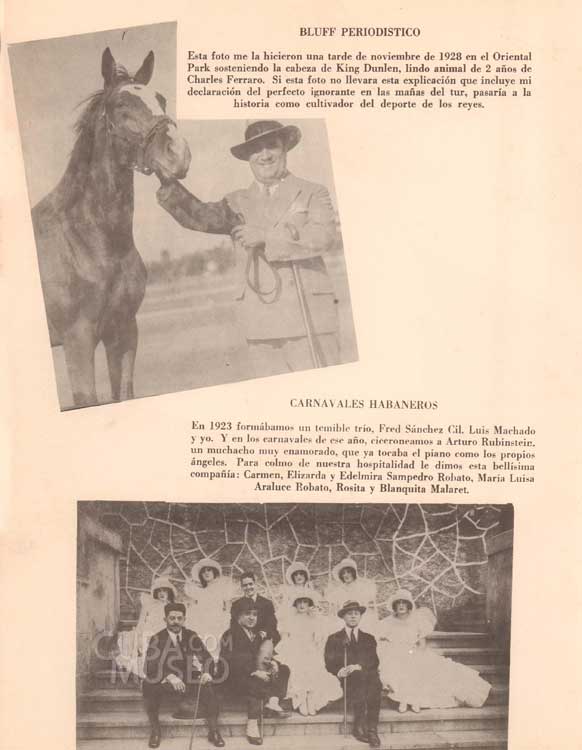 BLUFF PERIODISTICO
Esta foto me la hicieron una tarde de noviembre de 1928 en el Oriental
Park sosteniendo la cabeza de King Dunlen, lindo animal de 2 años de
Charles Ferraro. Si esta foto no llevara esta explicación que incluye mi
declaración del perfecto ignorante en las mañas del tur, pasaría a la
historia como cultivador del deporte de los reyes.
CARNAVALES HABANEROS
En 1923 formábamos un temible trío, Fred Sánchez Gil, Luis Machado
y yo. Y en los carnavales de ese año, ciceroneamos a Arturo Rubinstein,
un muchacho muy enamorado, que ya tocaba el piano como los propios
ángeles. Para colmo de nuestra hospitalidad le dimos esta bellísima
compañía: Carmen, Elizarda y Edelmira Sampedro Robato, María Luisa
Araluce Robato, Rosita y Blanquita Malaret.
CUBA.COM
MUSEO